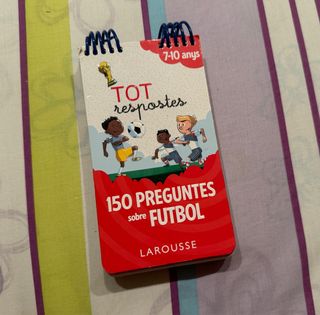 7-10 anys
TOT
respostes
150 PREGUNTES
sobre FUTBOL
LAROUSSE